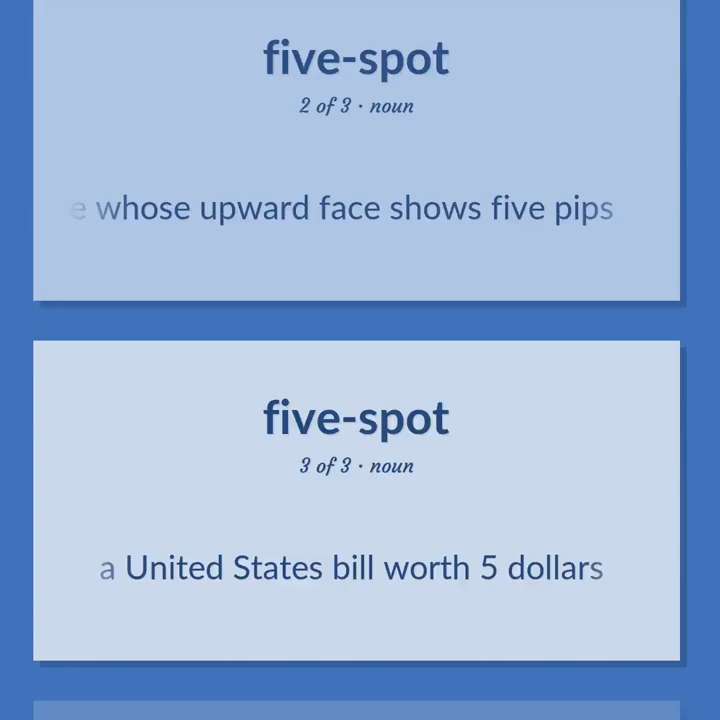 five-spot
2 of 3 · noun
e whose upward face shows five pips
five-spot
3 of 3 · noun
a United States bill worth 5 dollars